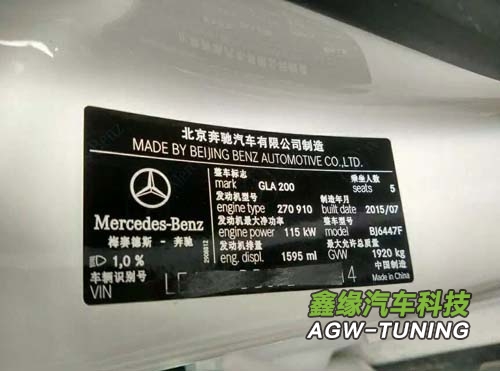 北京奔驰汽车有限公司制造
MADE BY BEIJING BENZ AUTOMOTIVE CO.,LTD.
整车标志 乘坐人数
mark GLA 200 seats 5
发动机型号 制造年月
engine type 270 910 built date 2015/07
发动机最大净功率 整车型号
engine power 115 kW model BJ6447F
发动机排量 最大允许总质量
eng. displ. 1595 ml GVW 1920 kg
Mercedes-Benz
梅赛德斯 - 奔驰
1,0 %
车辆识别号 中国制造
VIN Made in China
鑫缘汽车科技
AGW-TUNING